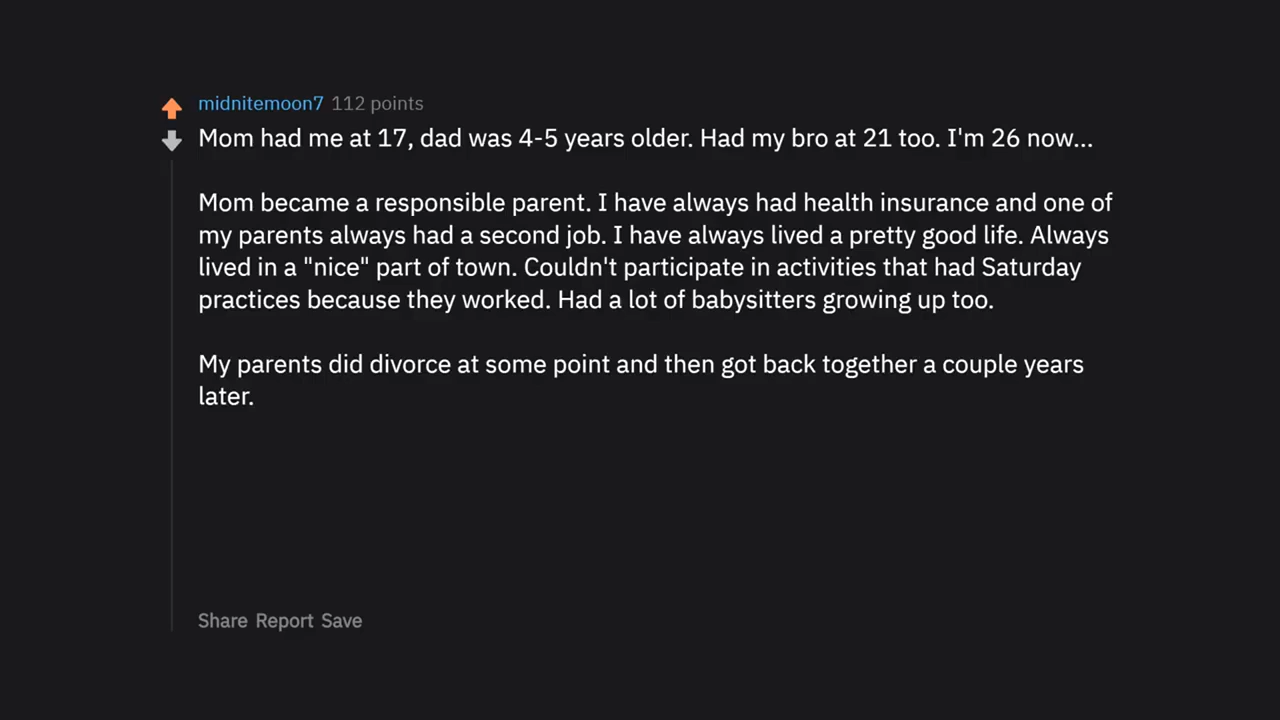 midnitemoon7 112 points
Mom had me at 17, dad was 4-5 years older. Had my bro at 21 too. I'm 26 now...
Mom became a responsible parent. I have always had health insurance and one of
my parents always had a second job. I have always lived a pretty good life. Always
lived in a "nice" part of town. Couldn't participate in activities that had Saturday
practices because they worked. Had a lot of babysitters growing up too.
My parents did divorce at some point and then got back together a couple years
later.
Share Report Save